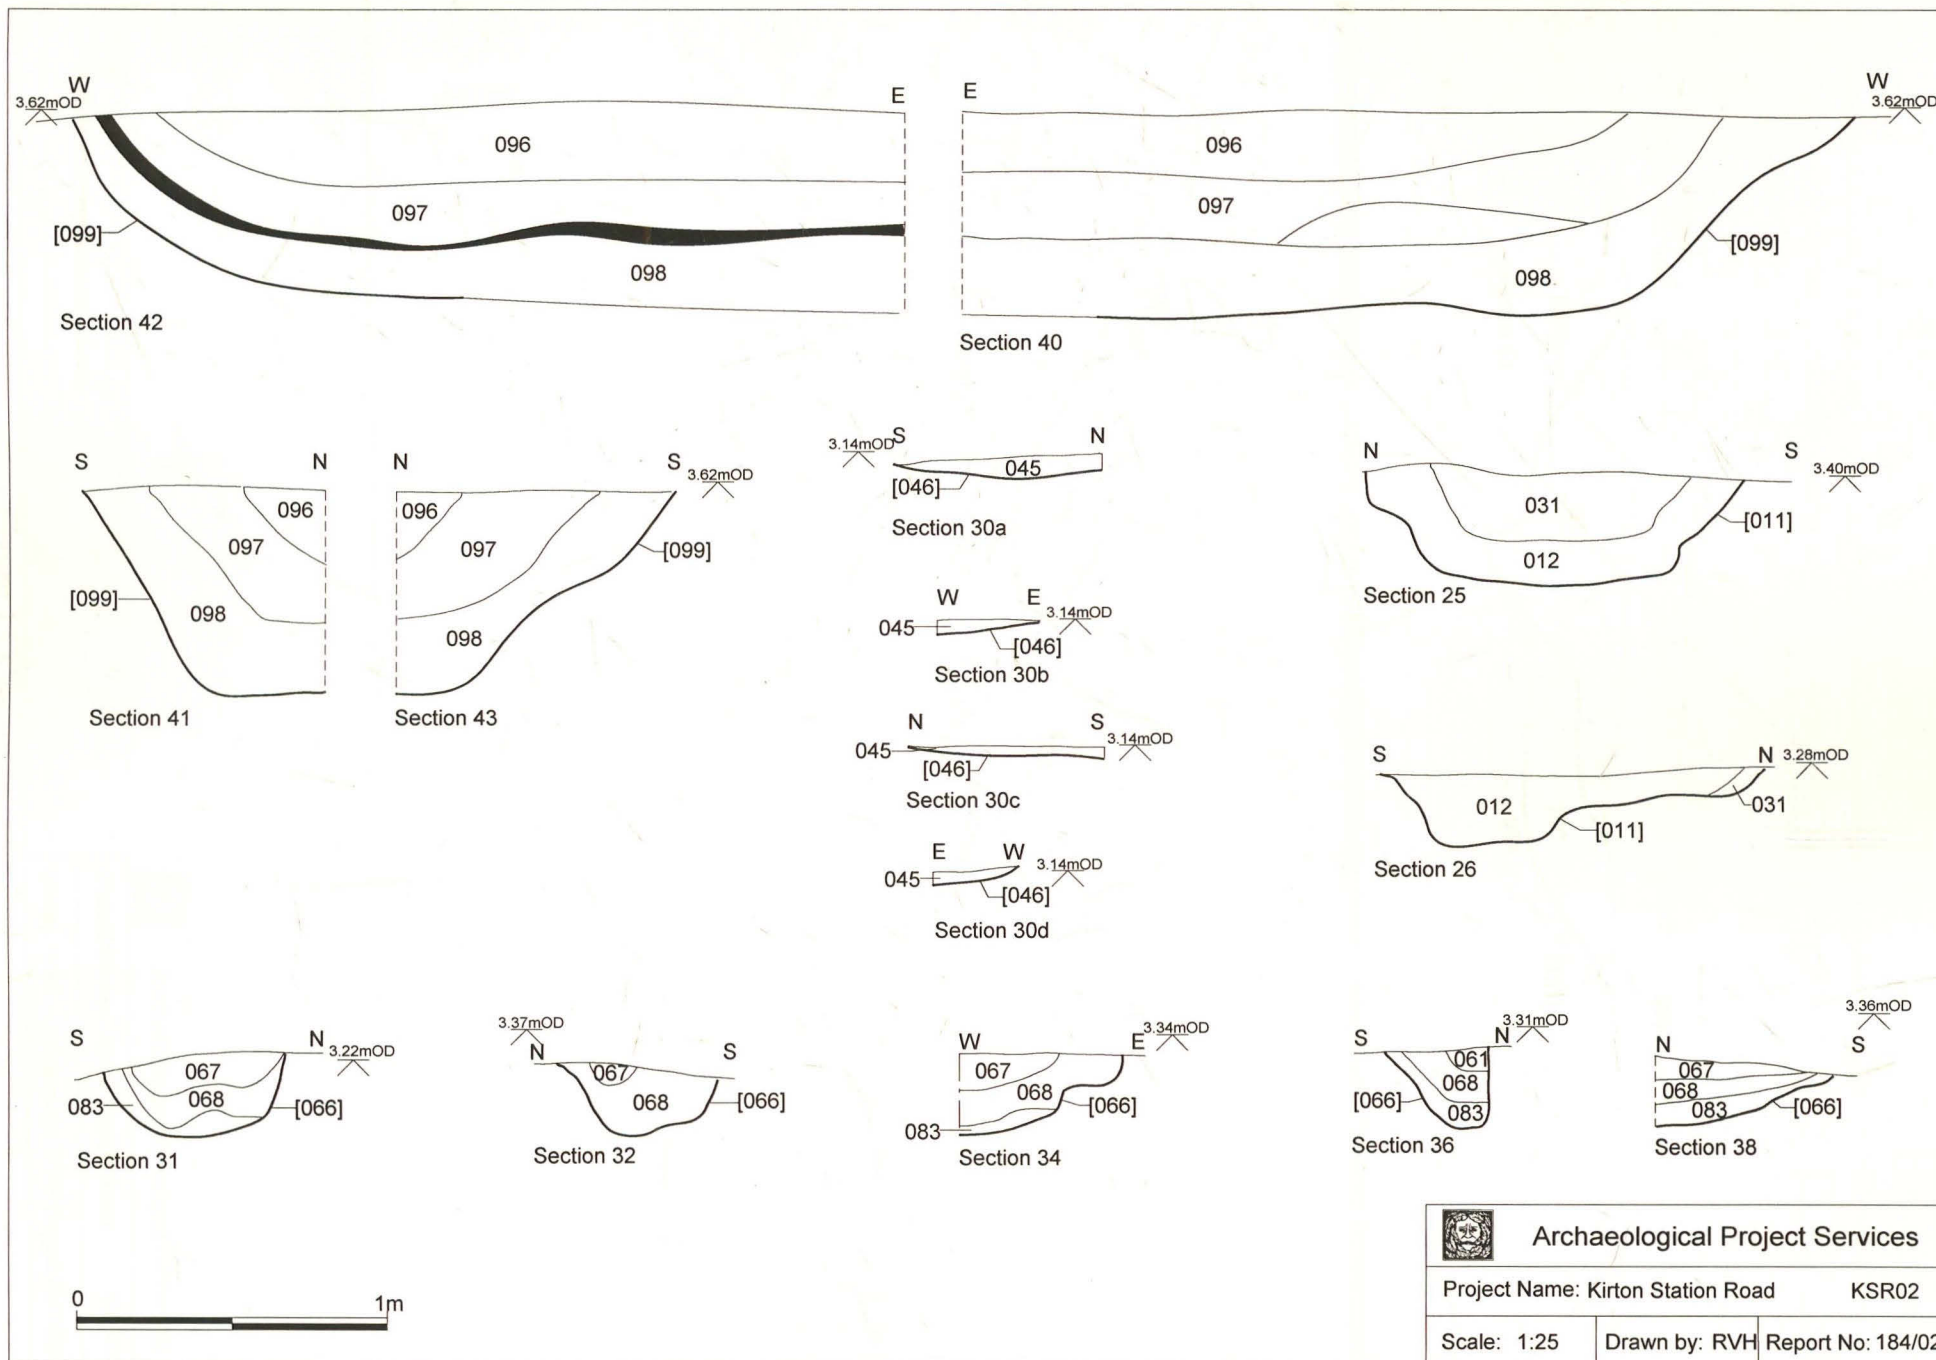 W
3.62mOD
E
096
097
[099]
098
Section 42
E
W
3.62mOD
096
097
[099]
098
Section 40
S
N
096
097
[099]
098
Section 41
N
S
3.62mOD
096
097
[099]
098
Section 43
3.14mOD
S
N
045
[046]
Section 30a
W
E
3.14mOD
045
[046]
Section 30b
N
S
3.14mOD
045
[046]
Section 30c
E
W
3.14mOD
045
[046]
Section 30d
N
S
3.40mOD
031
[011]
012
Section 25
S
N
3.28mOD
012
031
[011]
Section 26
S
N
3.22mOD
067
083
068
[066]
Section 31
3.37mOD
N
S
067
068
[066]
Section 32
W
E
3.34mOD
067
068
[066]
083
Section 34
S
N
3.31mOD
061
068
[066]
083
Section 36
3.36mOD
N
S
067
068
083
[066]
Section 38
0
1m
Archaeological Project Services
Project Name: Kirton Station Road KSR02
Scale: 1:25 Drawn by: RVH Report No: 184/02